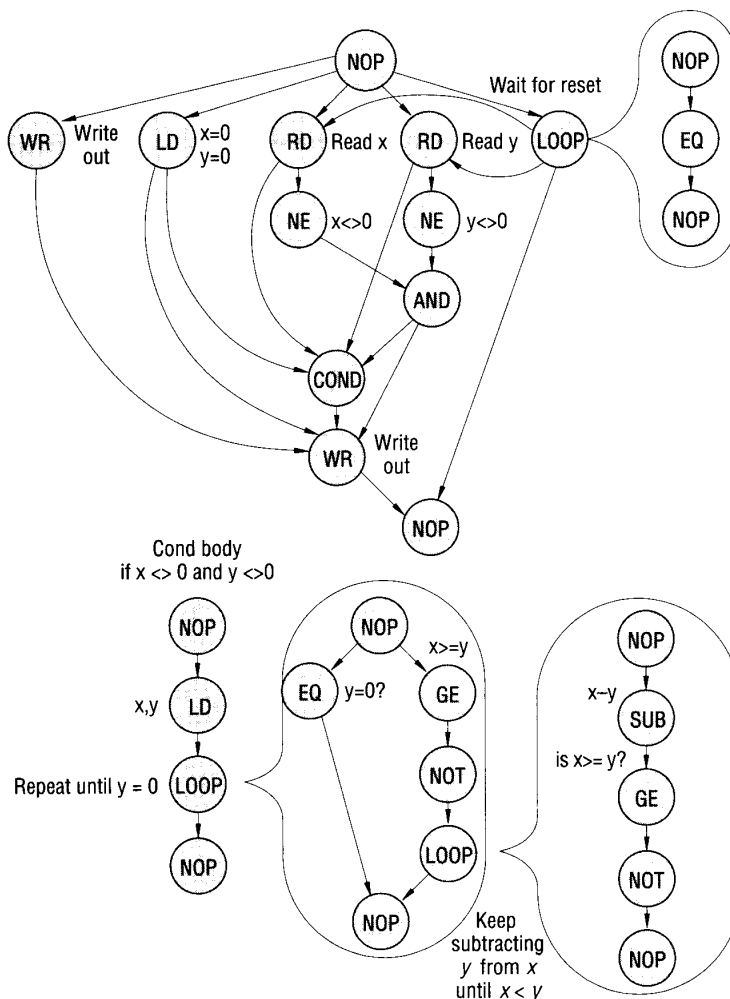 NOP
Wait for reset
NOP
WR
Write
out
LD
x=0
y=0
RD
Read x
RD
Read y
LOOP
EQ
NE
x<>0
NE
y<>0
NOP
AND
COND
WR
Write
out
NOP
Cond body
if x <> 0 and y <>0
NOP
x,y
LD
Repeat until y = 0
LOOP
NOP
NOP
x>=y
EQ
y=0?
GE
NOT
LOOP
NOP
NOP
x–y
SUB
is x>= y?
GE
NOT
NOP
Keep
subtracting
y from x
until x < y